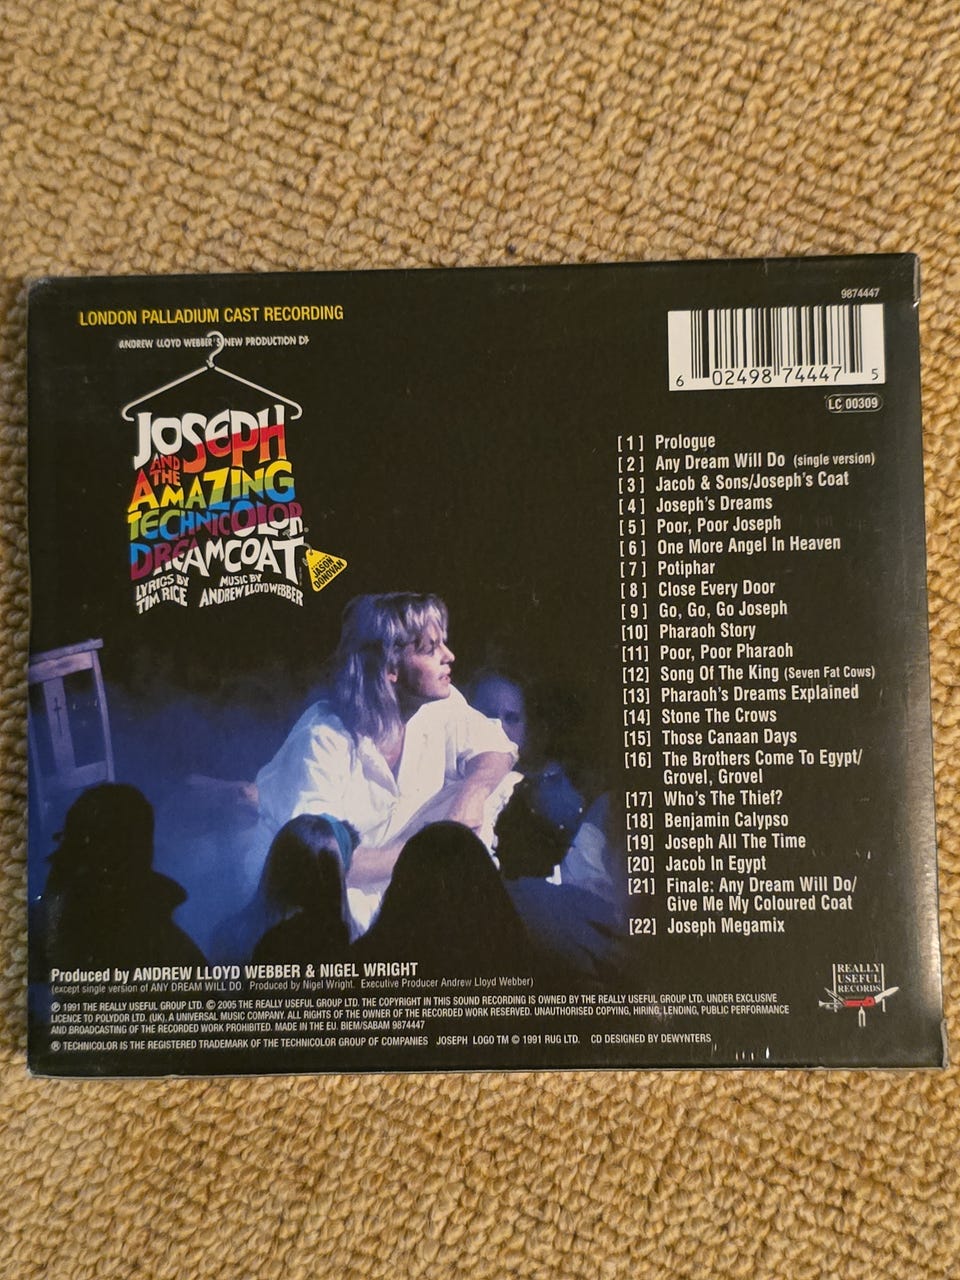 LONDON PALLADIUM CAST RECORDING
ANDREW LLOYD WEBBER'S NEW PRODUCTION OF
JOSEPH
AND THE
AMAZING
TECHNICOLOR®
DREAMCOAT
JASON
DONOVAN
LYRICS BY
TIM RICE
MUSIC BY
ANDREW LLOYD WEBBER
9874447
6 02498 74447 5
LC 00309
[1] Prologue
[2] Any Dream Will Do (single version)
[3] Jacob & Sons/Joseph's Coat
[4] Joseph's Dreams
[5] Poor, Poor Joseph
[6] One More Angel In Heaven
[7] Potiphar
[8] Close Every Door
[9] Go, Go, Go Joseph
[10] Pharaoh Story
[11] Poor, Poor Pharaoh
[12] Song Of The King (Seven Fat Cows)
[13] Pharaoh's Dreams Explained
[14] Stone The Crows
[15] Those Canaan Days
[16] The Brothers Come To Egypt/
Grovel, Grovel
[17] Who's The Thief?
[18] Benjamin Calypso
[19] Joseph All The Time
[20] Jacob In Egypt
[21] Finale: Any Dream Will Do/
Give Me My Coloured Coat
[22] Joseph Megamix
Produced by ANDREW LLOYD WEBBER & NIGEL WRIGHT
(except single version of ANY DREAM WILL DO. Produced by Nigel Wright. Executive Producer Andrew Lloyd Webber)
℗ 1991 THE REALLY USEFUL GROUP LTD. © 2005 THE REALLY USEFUL GROUP LTD. THE COPYRIGHT IN THIS SOUND RECORDING IS OWNED BY THE REALLY USEFUL GROUP LTD. UNDER EXCLUSIVE
LICENCE TO POLYDOR LTD. (UK). A UNIVERSAL MUSIC COMPANY. ALL RIGHTS OF THE OWNER OF THE RECORDED WORK RESERVED. UNAUTHORISED COPYING, HIRING, LENDING, PUBLIC PERFORMANCE
AND BROADCASTING OF THE RECORDED WORK PROHIBITED. MADE IN THE EU. BIEM/SABAM 9874447
® TECHNICOLOR IS THE REGISTERED TRADEMARK OF THE TECHNICOLOR GROUP OF COMPANIES JOSEPH LOGO TM © 1991 RUG LTD. CD DESIGNED BY DEWYNTERS
REALLY
USEFUL
RECORDS